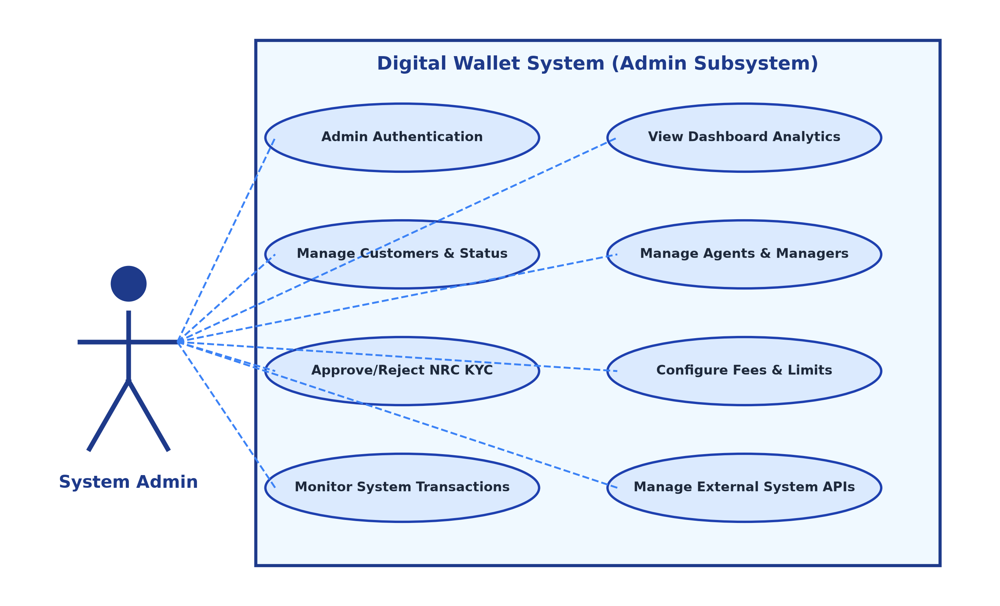 Digital Wallet System (Admin Subsystem)
Admin Authentication
View Dashboard Analytics
Manage Customers & Status
Manage Agents & Managers
Approve/Reject NRC KYC
Configure Fees & Limits
System Admin
Monitor System Transactions
Manage External System APIs